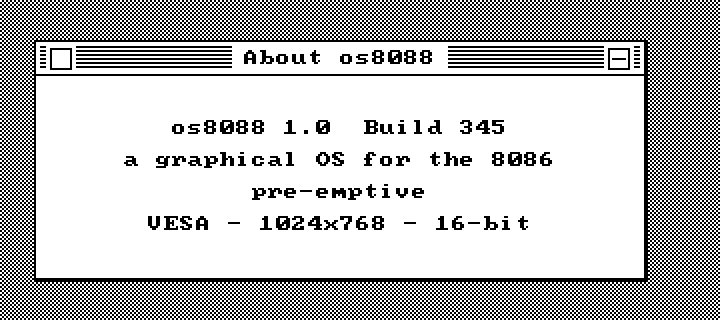 About os8088
os8088 1.0  Build 345
a graphical OS for the 8086
pre-emptive
VESA - 1024x768 - 16-bit